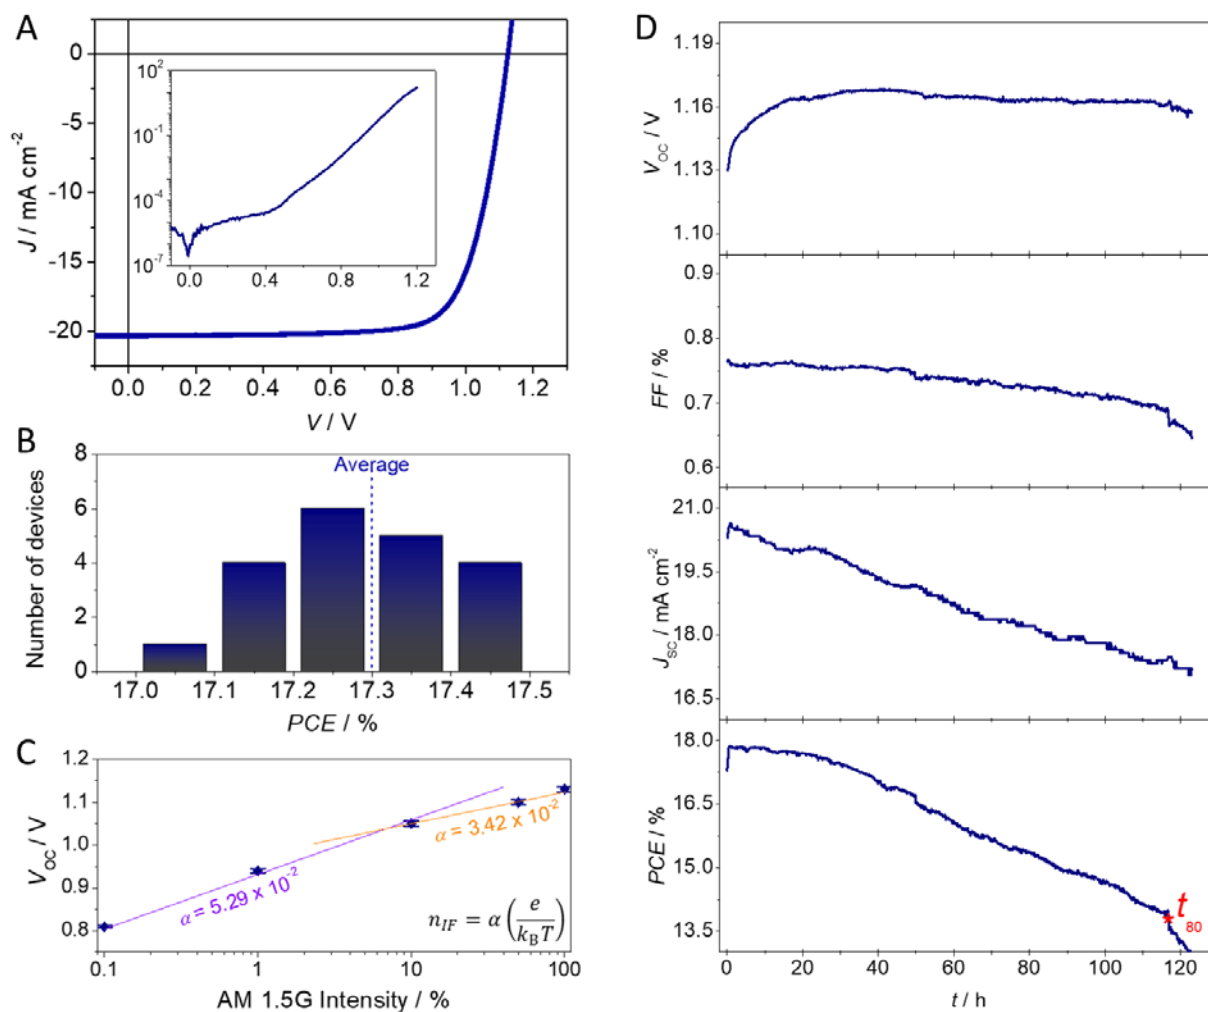 A
0
-5
-10
-15
-20
J / mA cm-2
10^2
10^-1
10^-4
10^-7
0.0 0.4 0.8 1.2
0.0 0.2 0.4 0.6 0.8 1.0 1.2
V / V
B
8
6
4
2
0
Number of devices
Average
17.0 17.1 17.2 17.3 17.4 17.5
PCE / %
C
1.2
1.1
1.0
0.9
0.8
V_OC / V
α = 5.29 x 10^-2
α = 3.42 x 10^-2
n_IF = α (e / k_B T)
0.1 1 10 100
AM 1.5G Intensity / %
D
1.19
1.16
1.13
1.10
V_OC / V
0.9
0.8
0.7
0.6
FF / %
21.0
19.5
18.0
16.5
J_SC / mA cm-2
18.0
16.5
15.0
13.5
PCE / %
t_80
0 20 40 60 80 100 120
t / h